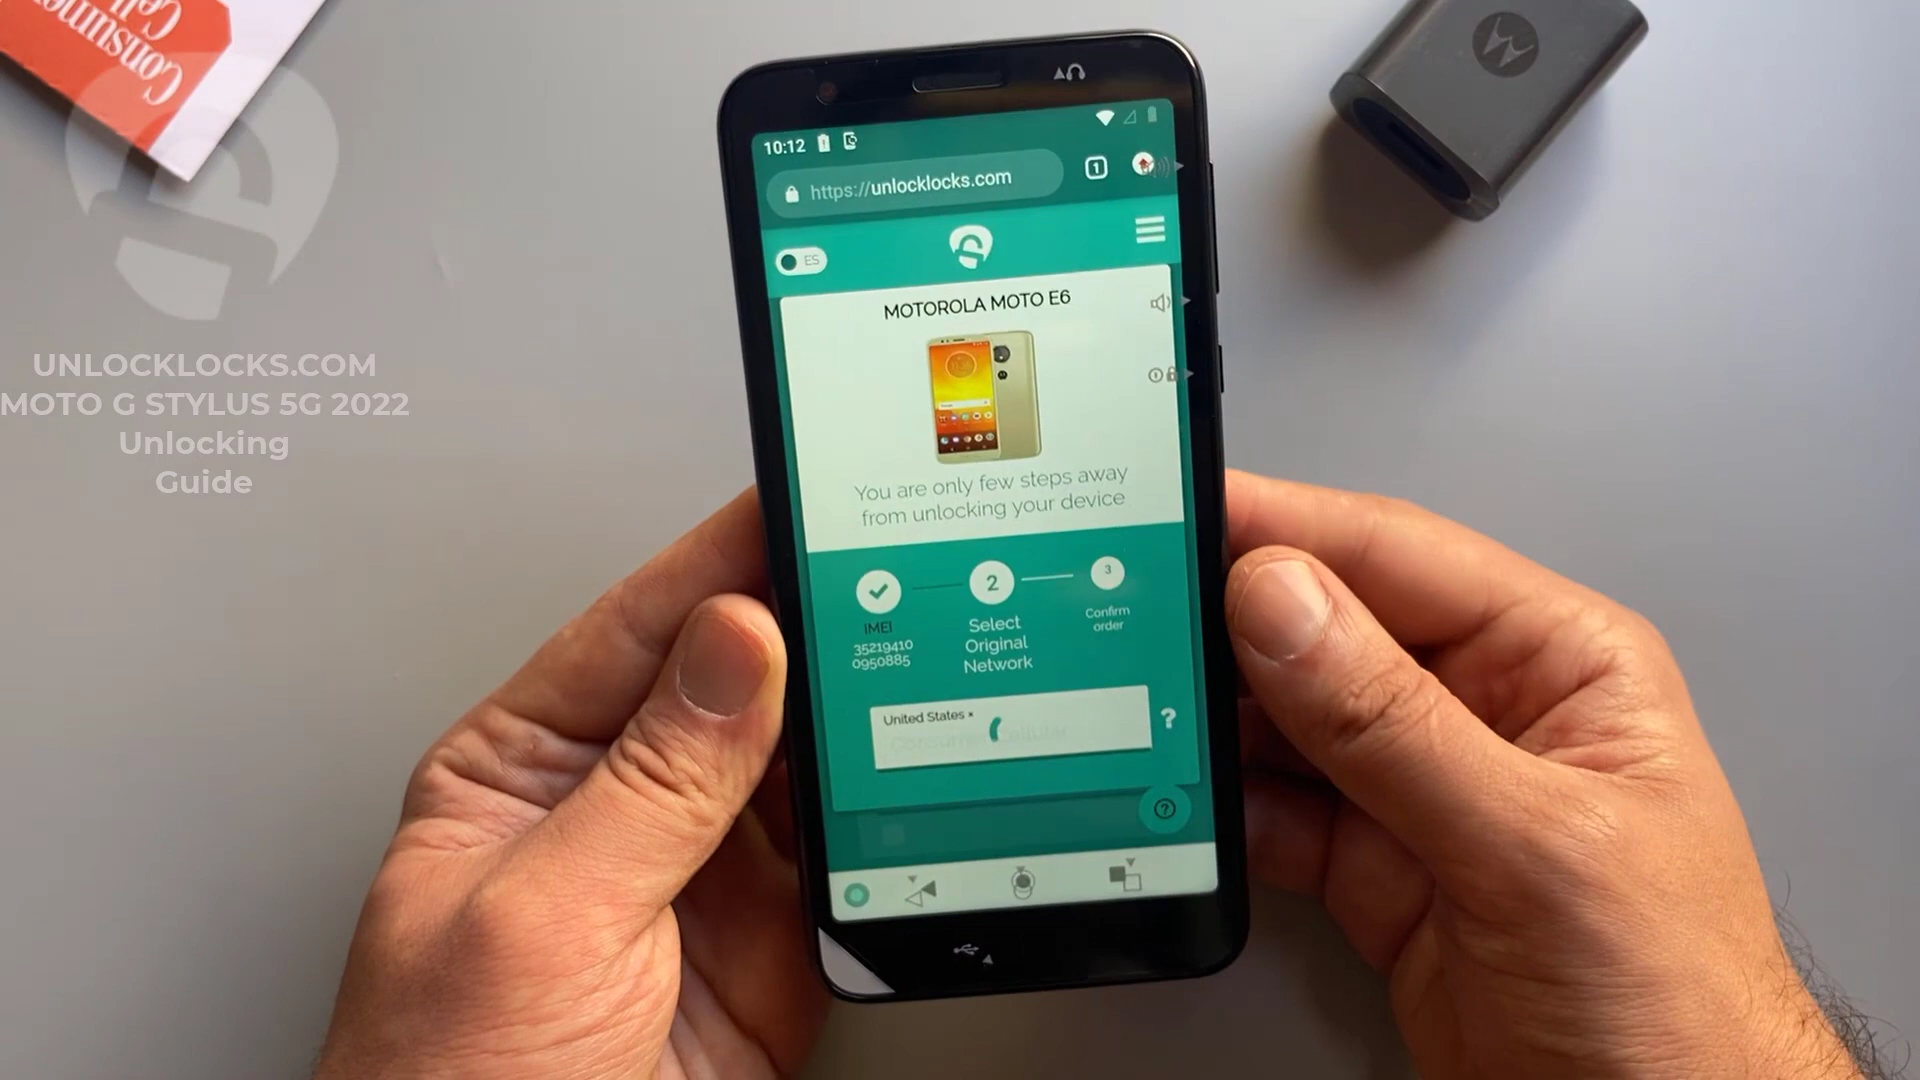 Consumer
Cell
UNLOCKLOCKS.COM
MOTO G STYLUS 5G 2022
Unlocking
Guide
10:12
https://unlocklocks.com
1
ES
MOTOROLA MOTO E6
You are only few steps away
from unlocking your device
2
3
IMEI
35219410
0950885
Select
Original
Network
Confirm
order
United States ×
?
?